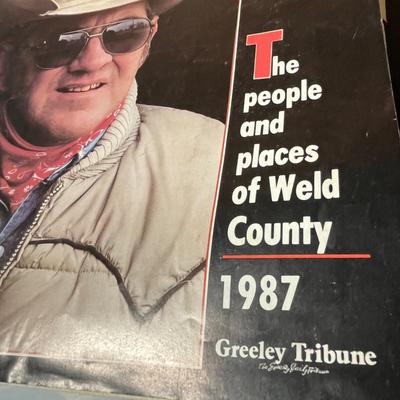 The
people
and
places
of Weld
County
1987
Greeley Tribune